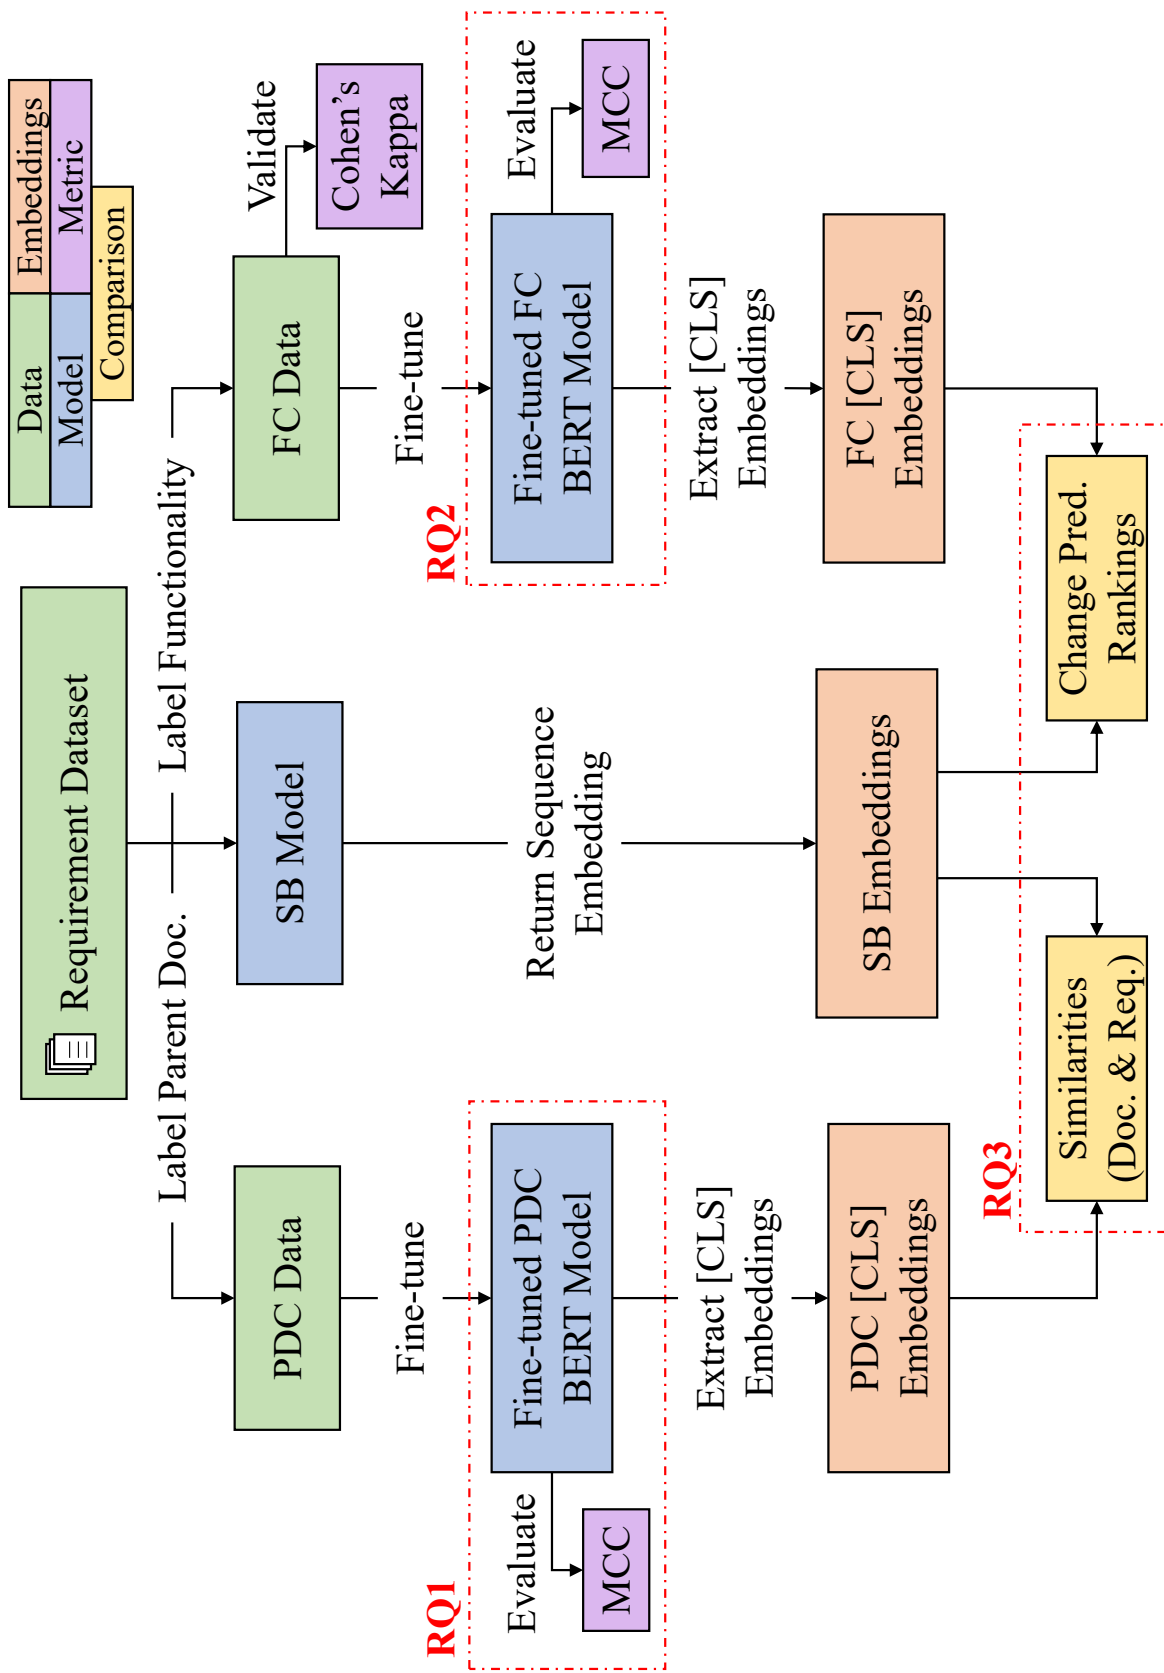 Data
Embeddings
Model
Metric
Comparison
Requirement Dataset
Label Parent Doc.
Label Functionality
PDC Data
SB Model
FC Data
Validate
Cohen's
Kappa
Fine-tune
Fine-tune
RQ1
Evaluate
MCC
Fine-tuned PDC
BERT Model
Return Sequence
Embedding
RQ2
Fine-tuned FC
BERT Model
Evaluate
MCC
Extract [CLS]
Embeddings
Extract [CLS]
Embeddings
PDC [CLS]
Embeddings
SB Embeddings
FC [CLS]
Embeddings
RQ3
Similarities
(Doc. & Req.)
Change Pred.
Rankings